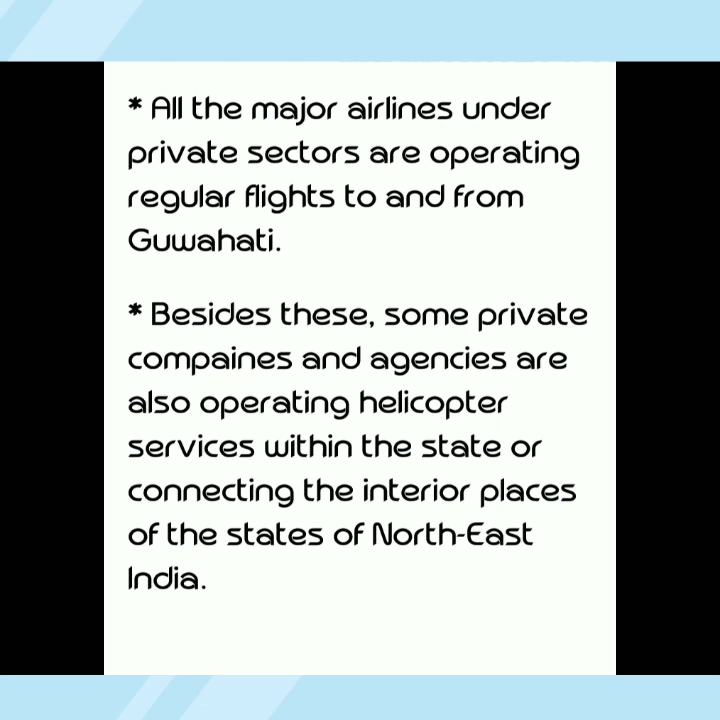 * All the major airlines under
private sectors are operating
regular flights to and from
Guwahati.
* Besides these, some private
compaines and agencies are
also operating helicopter
services within the state or
connecting the interior places
of the states of North-East
India.